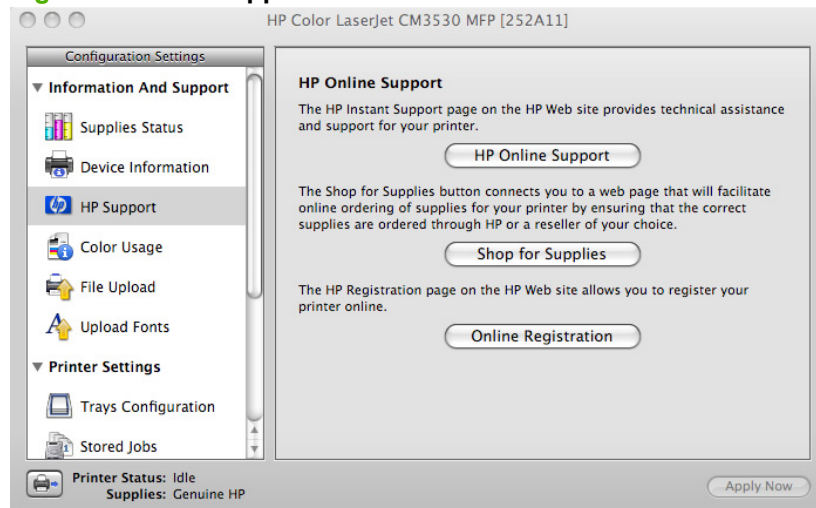 HP Color LaserJet CM3530 MFP [252A11]
Configuration Settings
Information And Support
Supplies Status
Device Information
HP Support
Color Usage
File Upload
Upload Fonts
Printer Settings
Trays Configuration
Stored Jobs
HP Online Support
The HP Instant Support page on the HP Web site provides technical assistance
and support for your printer.
HP Online Support
The Shop for Supplies button connects you to a web page that will facilitate
online ordering of supplies for your printer by ensuring that the correct
supplies are ordered through HP or a reseller of your choice.
Shop for Supplies
The HP Registration page on the HP Web site allows you to register your
printer online.
Online Registration
Printer Status: Idle
Supplies: Genuine HP
Apply Now